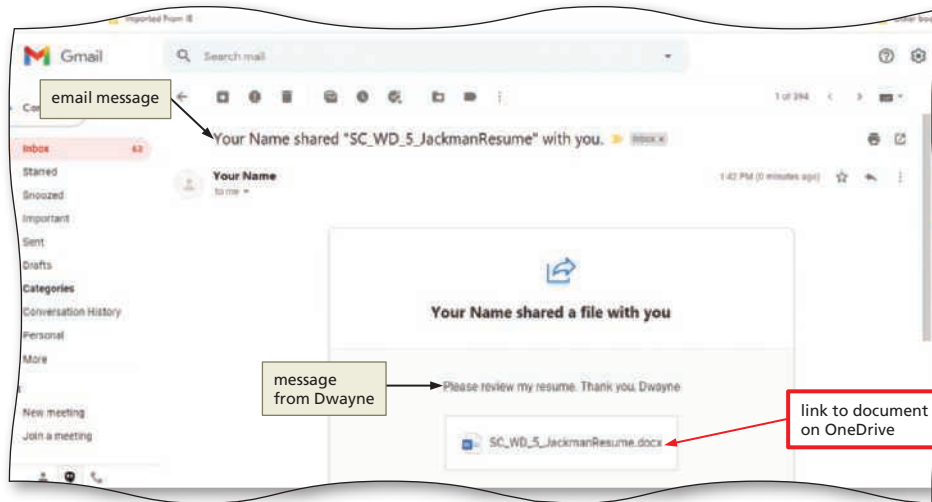 Imported From IE
Gmail
Search mail
email message
1 of 394
Your Name shared "SC_WD_5_JackmanResume" with you.
Inbox x
Inbox 62
Starred
Snoozed
Important
Sent
Drafts
Categories
Conversation History
Personal
More
Your Name
to me
1:42 PM (0 minutes ago)
Your Name shared a file with you
message
from Dwayne
Please review my resume. Thank you, Dwayne
SC_WD_5_JackmanResume.docx
link to document
on OneDrive
New meeting
Join a meeting